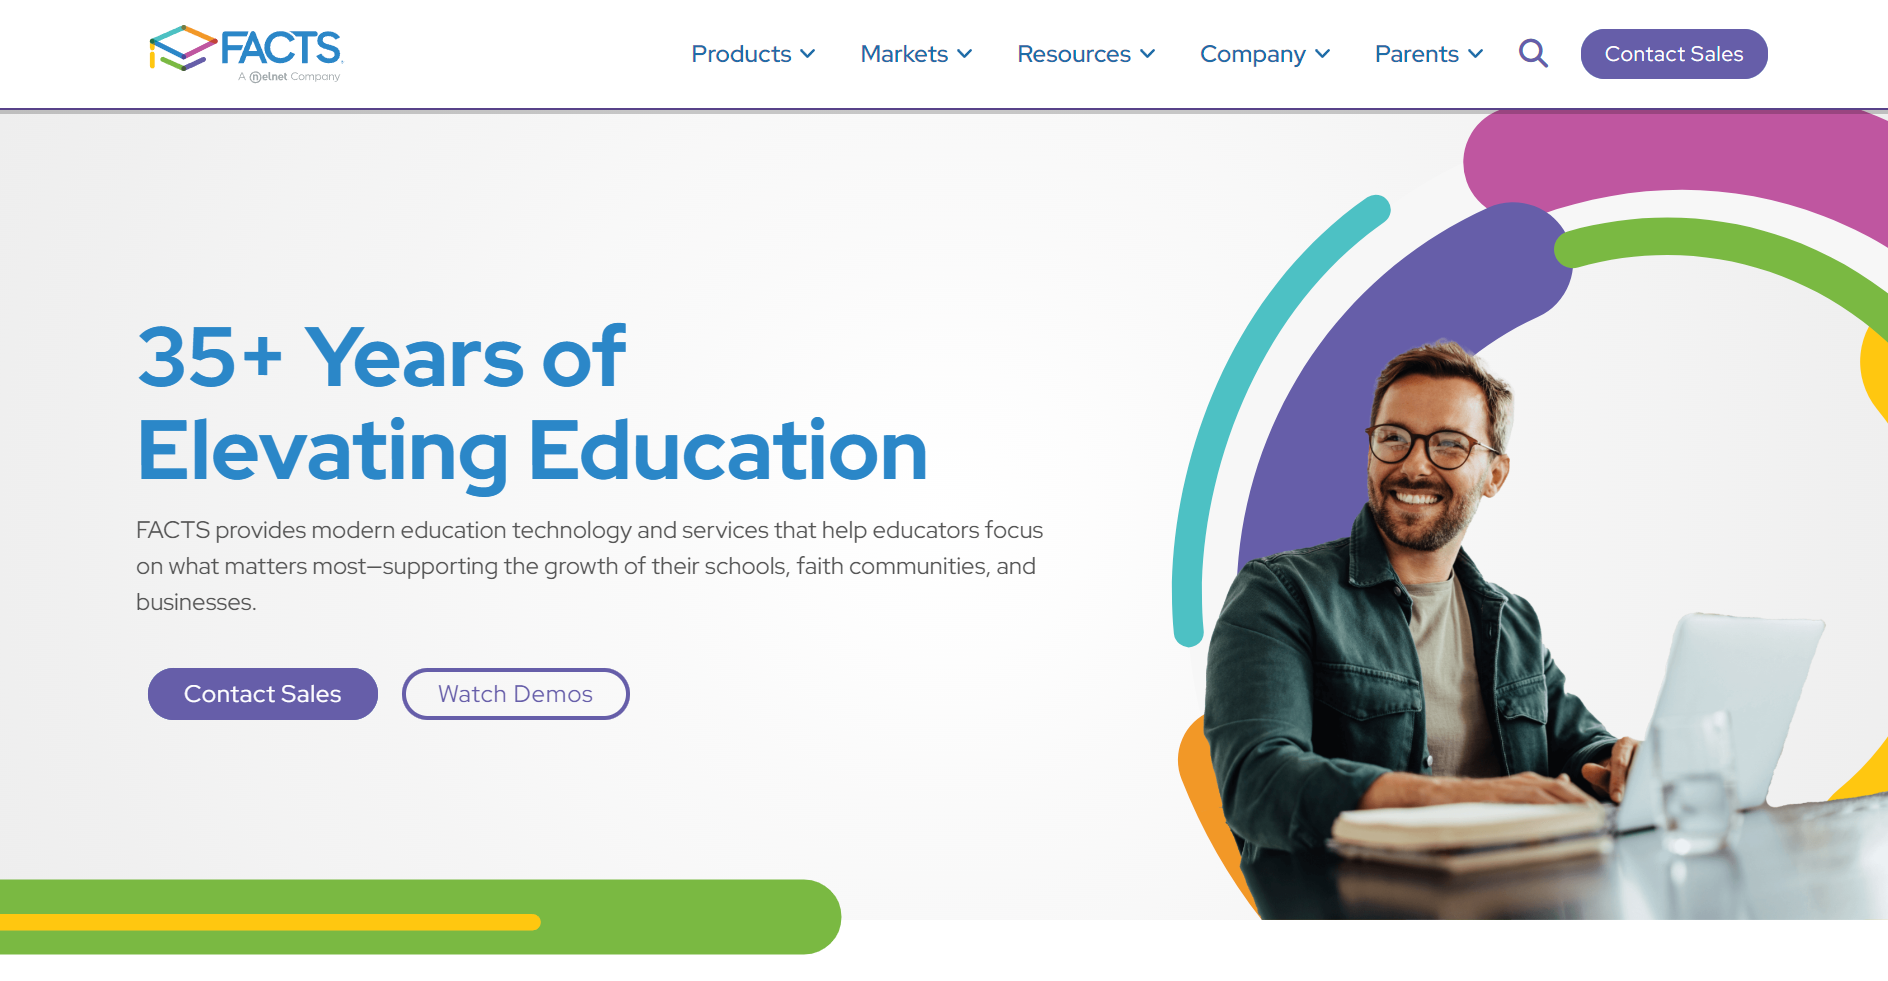 FACTS
A nelnet Company
Products
Markets
Resources
Company
Parents
Contact Sales
35+ Years of
Elevating Education
FACTS provides modern education technology and services that help educators focus
on what matters most—supporting the growth of their schools, faith communities, and
businesses.
Contact Sales
Watch Demos